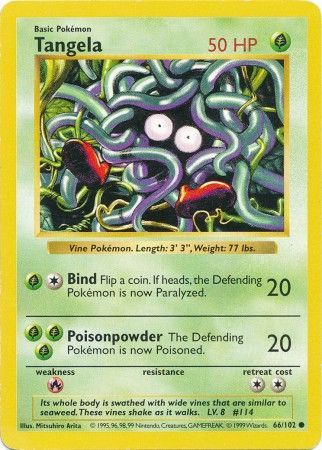 Basic Pokémon
Tangela 50 HP
Vine Pokémon. Length: 3' 3", Weight: 77 lbs.
Bind Flip a coin. If heads, the Defending
Pokémon is now Paralyzed. 20
Poisonpowder The Defending
Pokémon is now Poisoned. 20
weakness resistance retreat cost
Its whole body is swathed with wide vines that are similar to
seaweed. These vines shake as it walks. LV. 8 #114
Illus. Mitsuhiro Arita © 1995, 96, 98, 99 Nintendo, Creatures, GAMEFREAK. © 1999 Wizards. 66/102